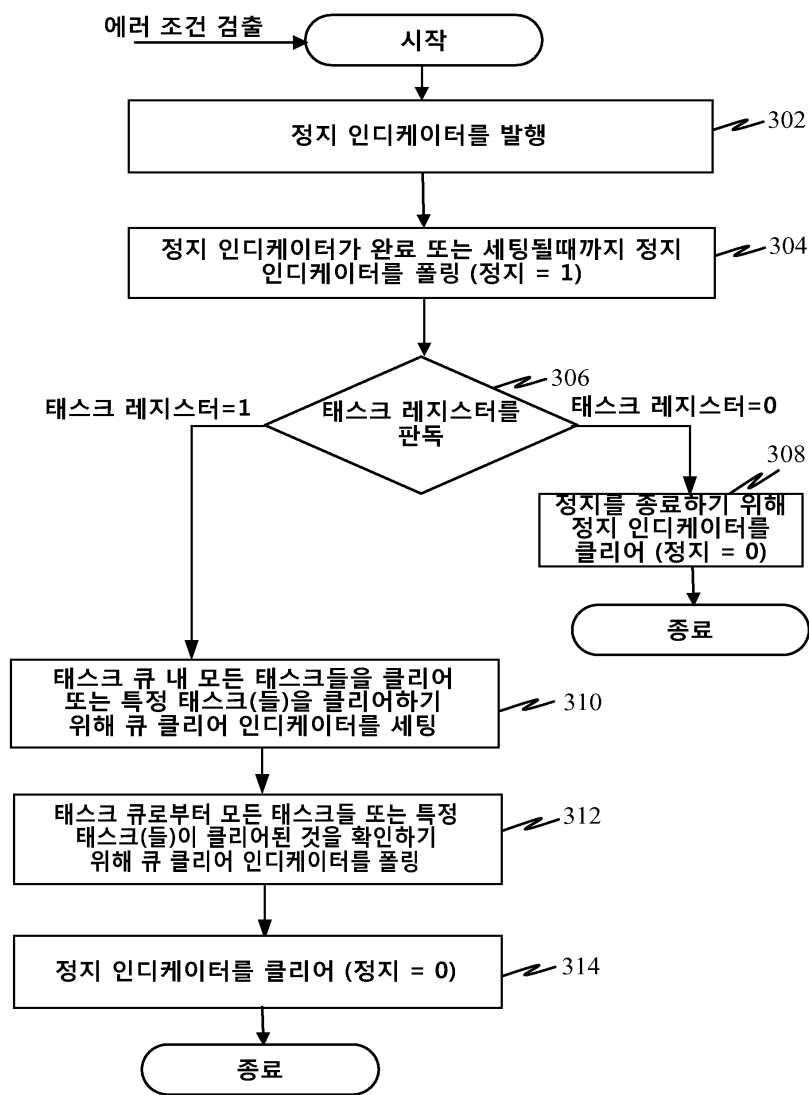 에러 조건 검출
시작
정지 인디케이터를 발행
302
정지 인디케이터가 완료 또는 세팅될때까지 정지
인디케이터를 폴링 (정지 = 1)
304
306
태스크 레지스터=1
태스크 레지스터를
판독
태스크 레지스터=0
308
정지를 종료하기 위해
정지 인디케이터를
클리어 (정지 = 0)
종료
태스크 큐 내 모든 태스크들을 클리어
또는 특정 태스크(들)을 클리어하기
위해 큐 클리어 인디케이터를 세팅
310
태스크 큐로부터 모든 태스크들 또는 특정
태스크(들)이 클리어된 것을 확인하기
위해 큐 클리어 인디케이터를 폴링
312
정지 인디케이터를 클리어 (정지 = 0)
314
종료